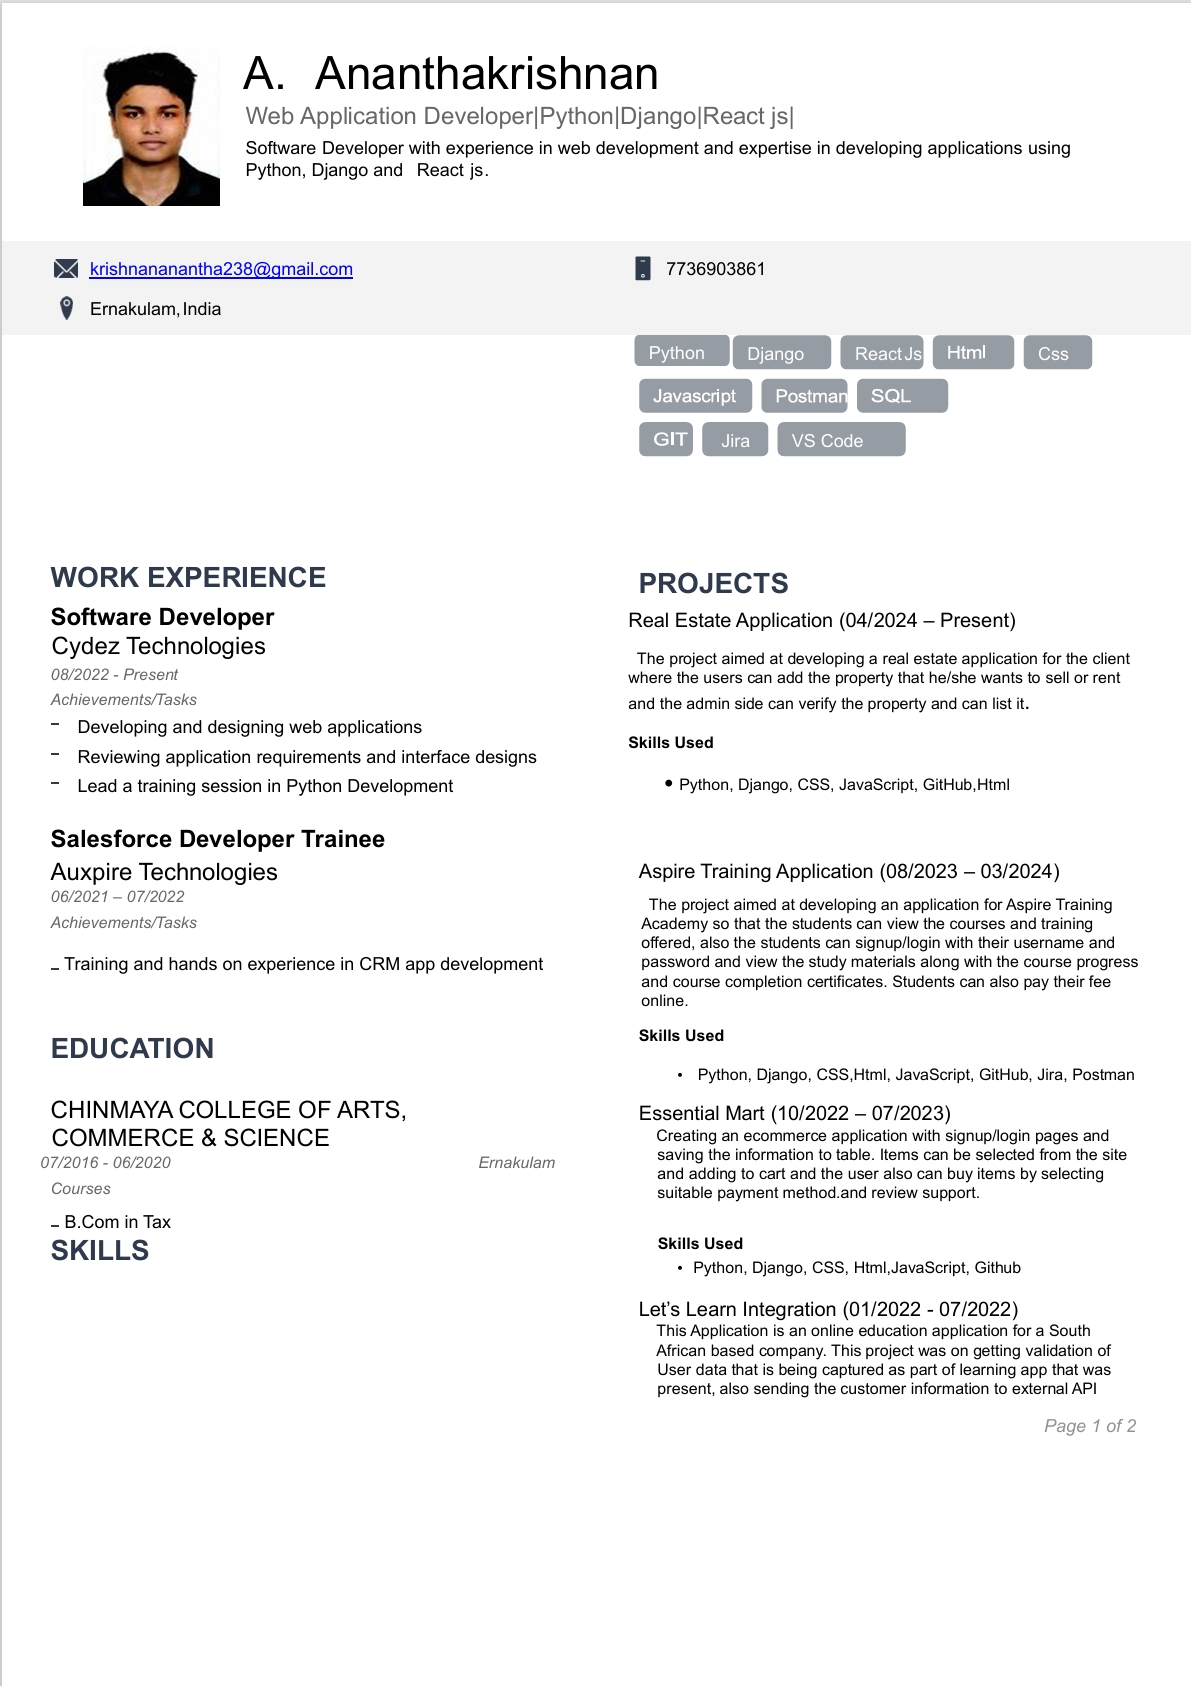 A. Ananthakrishnan
Web Application Developer|Python|Django|React js|
Software Developer with experience in web development and expertise in developing applications using
Python, Django and React js.
krishnananantha238@gmail.com
7736903861
Ernakulam, India
Python Django React Js Html Css
Javascript Postman SQL
GIT Jira VS Code
WORK EXPERIENCE
Software Developer
Cydez Technologies
08/2022 - Present
Achievements/Tasks
– Developing and designing web applications
– Reviewing application requirements and interface designs
– Lead a training session in Python Development
Salesforce Developer Trainee
Auxpire Technologies
06/2021 – 07/2022
Achievements/Tasks
– Training and hands on experience in CRM app development
EDUCATION
CHINMAYA COLLEGE OF ARTS,
COMMERCE & SCIENCE
07/2016 - 06/2020 Ernakulam
Courses
– B.Com in Tax
SKILLS
PROJECTS
Real Estate Application (04/2024 – Present)
The project aimed at developing a real estate application for the client
where the users can add the property that he/she wants to sell or rent
and the admin side can verify the property and can list it.
Skills Used
• Python, Django, CSS, JavaScript, GitHub,Html
Aspire Training Application (08/2023 – 03/2024)
The project aimed at developing an application for Aspire Training
Academy so that the students can view the courses and training
offered, also the students can signup/login with their username and
password and view the study materials along with the course progress
and course completion certificates. Students can also pay their fee
online.
Skills Used
• Python, Django, CSS,Html, JavaScript, GitHub, Jira, Postman
Essential Mart (10/2022 – 07/2023)
Creating an ecommerce application with signup/login pages and
saving the information to table. Items can be selected from the site
and adding to cart and the user also can buy items by selecting
suitable payment method.and review support.
Skills Used
• Python, Django, CSS, Html,JavaScript, Github
Let’s Learn Integration (01/2022 - 07/2022)
This Application is an online education application for a South
African based company. This project was on getting validation of
User data that is being captured as part of learning app that was
present, also sending the customer information to external API
Page 1 of 2